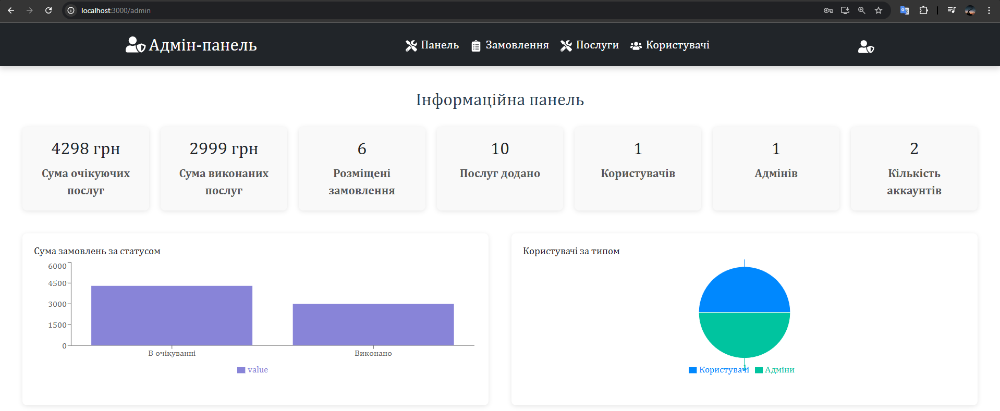 localhost:3000/admin
Адмін-панель
Панель
Замовлення
Послуги
Користувачі
Інформаційна панель
4298 грн
Сума очікуючих
послуг
2999 грн
Сума виконаних
послуг
6
Розміщені
замовлення
10
Послуг додано
1
Користувачів
1
Адмінів
2
Кількість
аккаунтів
Сума замовлень за статусом
6000
4500
3000
1500
0
В очікуванні
Виконано
value
Користувачі за типом
1
Користувачі
Адміни